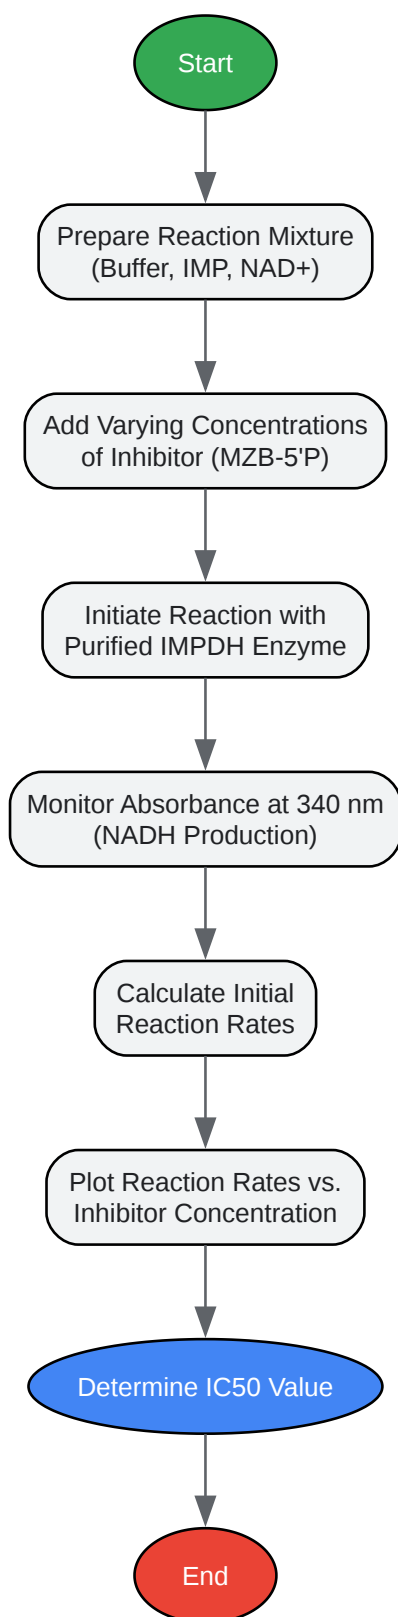 Start
Prepare Reaction Mixture
(Buffer, IMP, NAD+)
Add Varying Concentrations
of Inhibitor (MZB-5'P)
Initiate Reaction with
Purified IMPDH Enzyme
Monitor Absorbance at 340 nm
(NADH Production)
Calculate Initial
Reaction Rates
Plot Reaction Rates vs.
Inhibitor Concentration
Determine IC50 Value
End